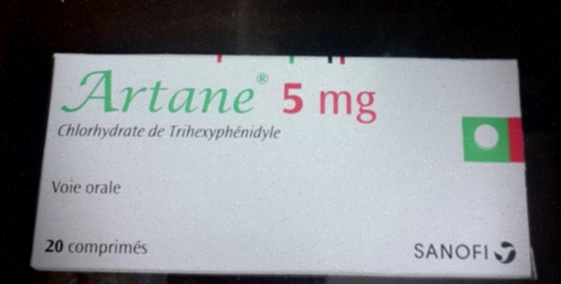 Artane® 5 mg
Chlorhydrate de Trihexyphénidyle
Voie orale
20 comprimés
SANOFI